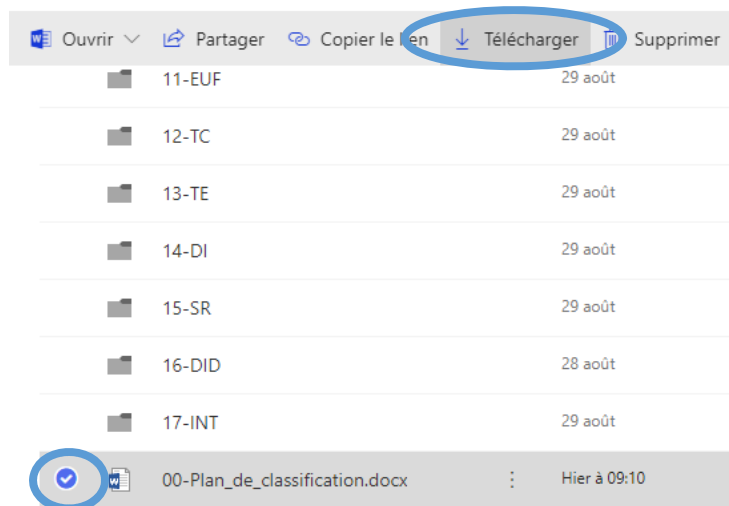 Ouvrir Partager Copier le lien Télécharger Supprimer
11-EUF 29 août
12-TC 29 août
13-TE 29 août
14-DI 29 août
15-SR 29 août
16-DID 28 août
17-INT 29 août
00-Plan_de_classification.docx Hier à 09:10